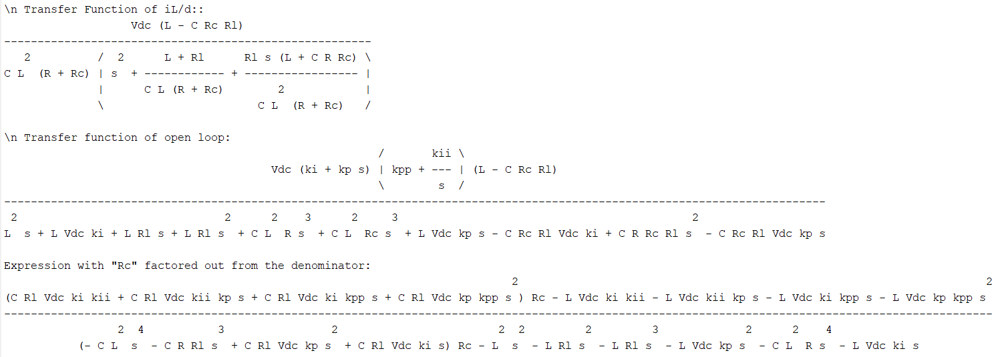 \n Transfer Function of iL/d::
                   Vdc (L - C Rc Rl)
-------------------------------------------------------
   2          /  2      L + Rl      Rl s (L + C R Rc) \
C L  (R + Rc) | s  + ------------ + ----------------- |
              |      C L (R + Rc)        2            |
              \                       C L  (R + Rc)   /
\n Transfer function of open loop:
                                                        /       kii \
                                        Vdc (ki + kp s) | kpp + --- | (L - C Rc Rl)
                                                        \        s  /
---------------------------------------------------------------------------------------------------------------------------
 2                               2      2    3      2     3                                            2
L  s + L Vdc ki + L Rl s + L Rl s  + C L  R s  + C L  Rc s  + L Vdc kp s - C Rc Rl Vdc ki + C R Rc Rl s  - C Rc Rl Vdc kp s
Expression with "Rc" factored out from the denominator:
                                                                            2                                                                      2
(C Rl Vdc ki kii + C Rl Vdc kii kp s + C Rl Vdc ki kpp s + C Rl Vdc kp kpp s ) Rc - L Vdc ki kii - L Vdc kii kp s - L Vdc ki kpp s - L Vdc kp kpp s
----------------------------------------------------------------------------------------------------------------------------------------------------
                 2  4           3                2                        2  2         2         3             2      2    4
           (- C L  s  - C R Rl s  + C Rl Vdc kp s  + C Rl Vdc ki s) Rc - L  s  - L Rl s  - L Rl s  - L Vdc kp s  - C L  R s  - L Vdc ki s